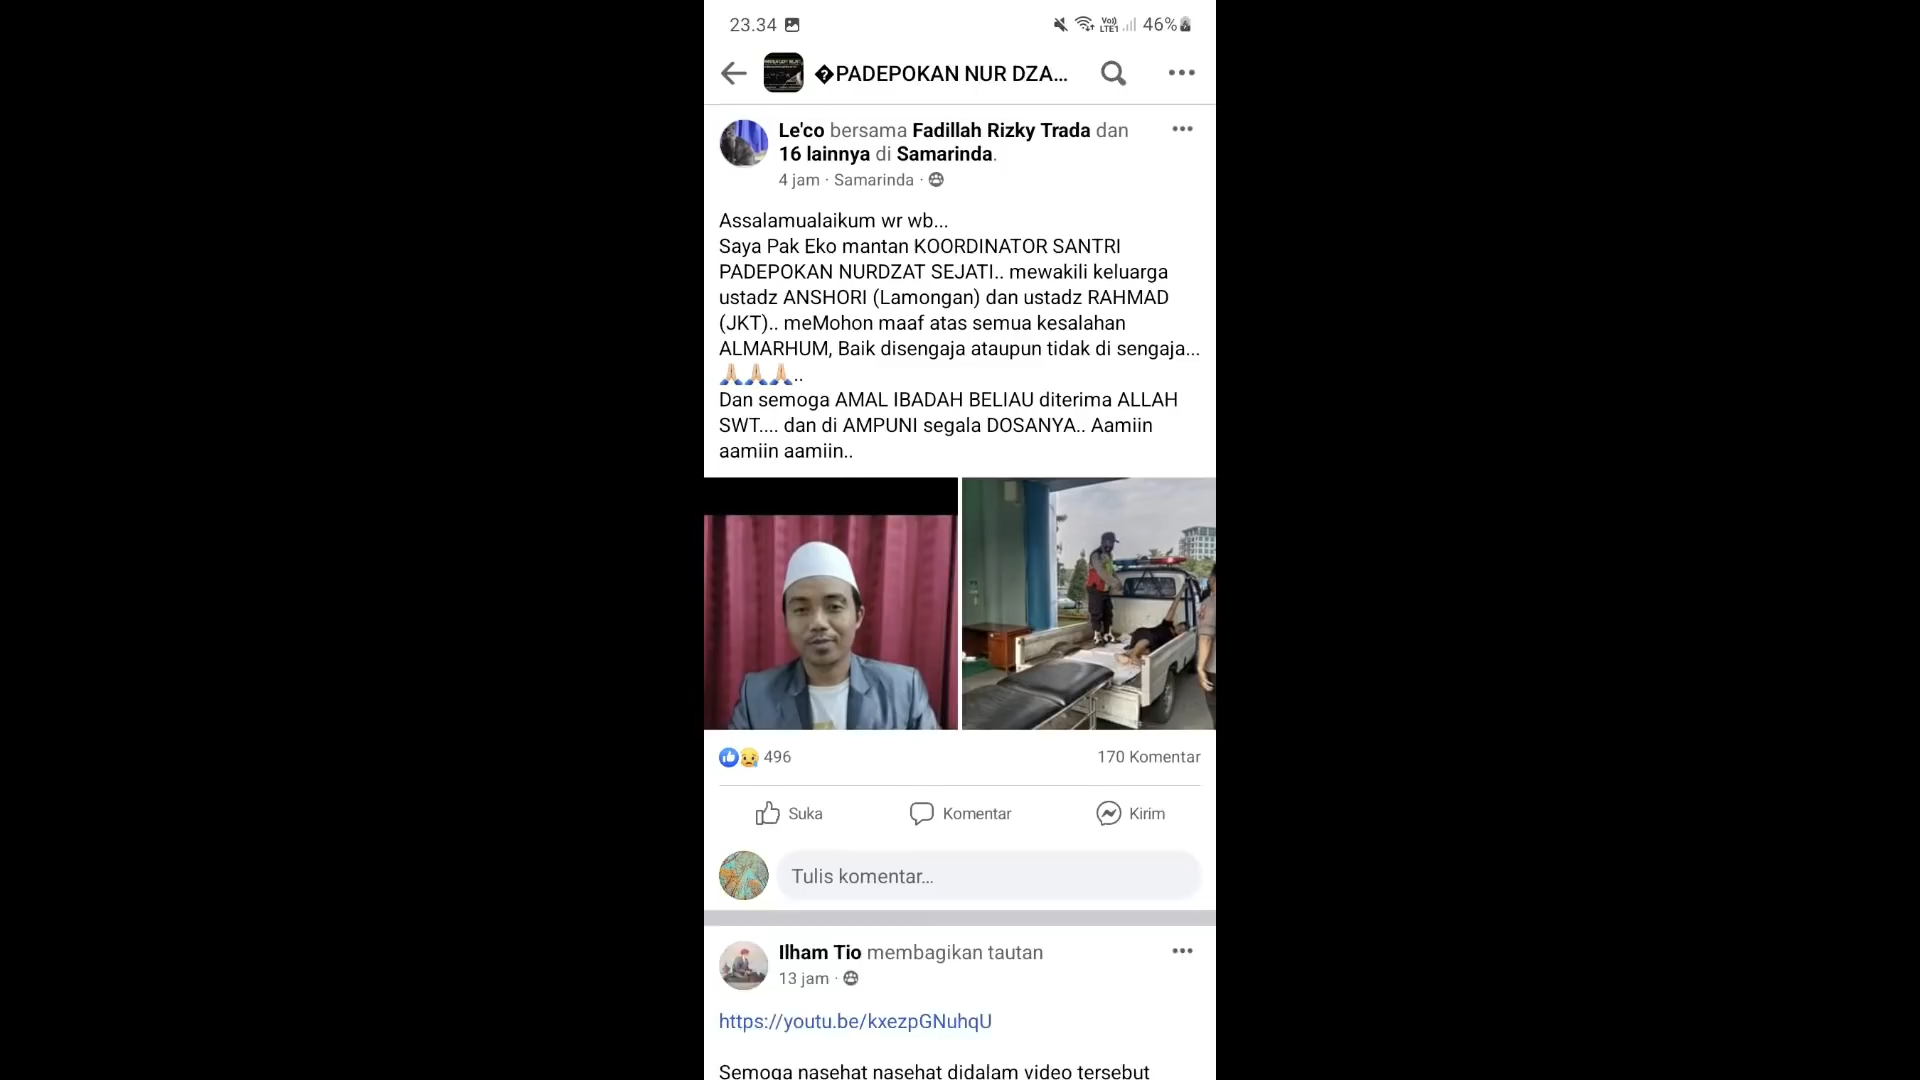 23.34
Vo))
LTE1
46%
�PADEPOKAN NUR DZA...
Le'co bersama Fadillah Rizky Trada dan
16 lainnya di Samarinda.
4 jam · Samarinda ·
Assalamualaikum wr wb...
Saya Pak Eko mantan KOORDINATOR SANTRI
PADEPOKAN NURDZAT SEJATI.. mewakili keluarga
ustadz ANSHORI (Lamongan) dan ustadz RAHMAD
(JKT).. meMohon maaf atas semua kesalahan
ALMARHUM, Baik disengaja ataupun tidak di sengaja...
🙏🏻🙏🏻🙏🏻..
Dan semoga AMAL IBADAH BELIAU diterima ALLAH
SWT.... dan di AMPUNI segala DOSANYA.. Aamiin
aamiin aamiin..
496
170 Komentar
Suka
Komentar
Kirim
Tulis komentar...
Ilham Tio membagikan tautan
13 jam ·
https://youtu.be/kxezpGNuhqU
Semoga nasehat nasehat didalam video tersebut